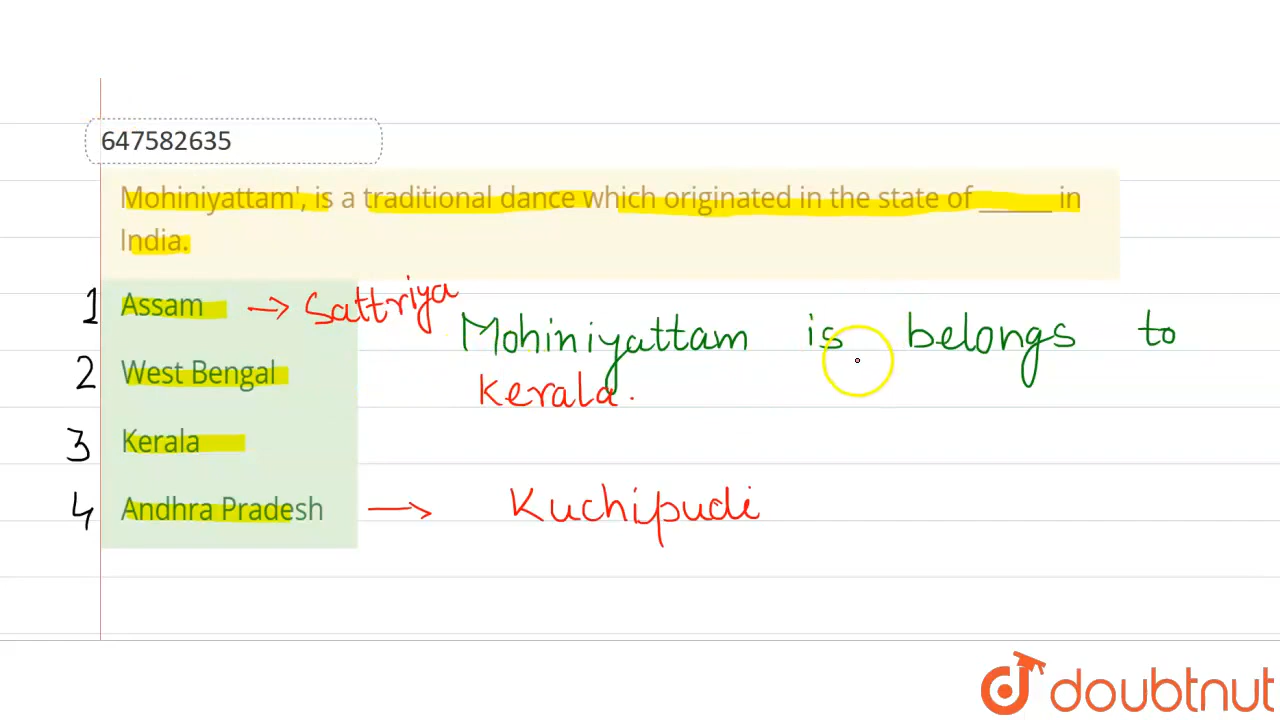 647582635
Mohiniyattam', is a traditional dance which originated in the state of ______ in
India.
1 Assam → Sattriya
Mohiniyattam is belongs to
2 West Bengal
Kerala.
3 Kerala
4 Andhra Pradesh → Kuchipudi
doubtnut